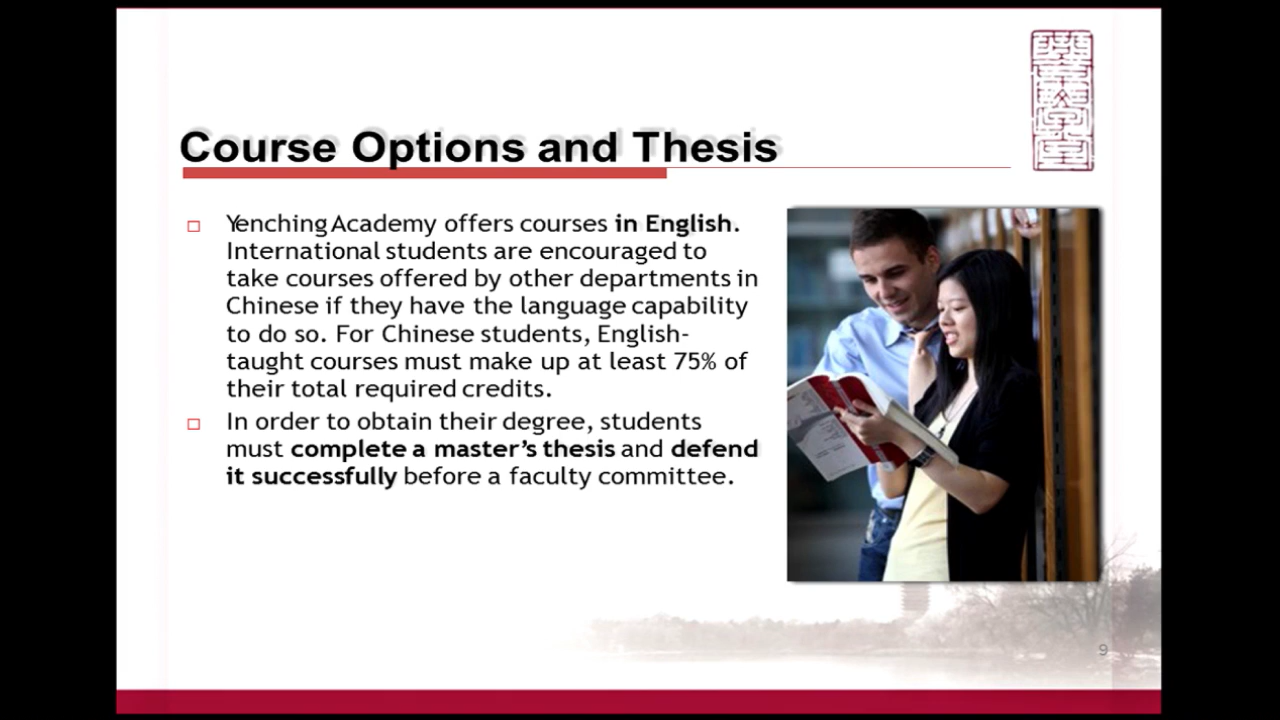 Course Options and Thesis
Yenching Academy offers courses in English.
International students are encouraged to
take courses offered by other departments in
Chinese if they have the language capability
to do so. For Chinese students, English-
taught courses must make up at least 75% of
their total required credits.
In order to obtain their degree, students
must complete a master’s thesis and defend
it successfully before a faculty committee.
9